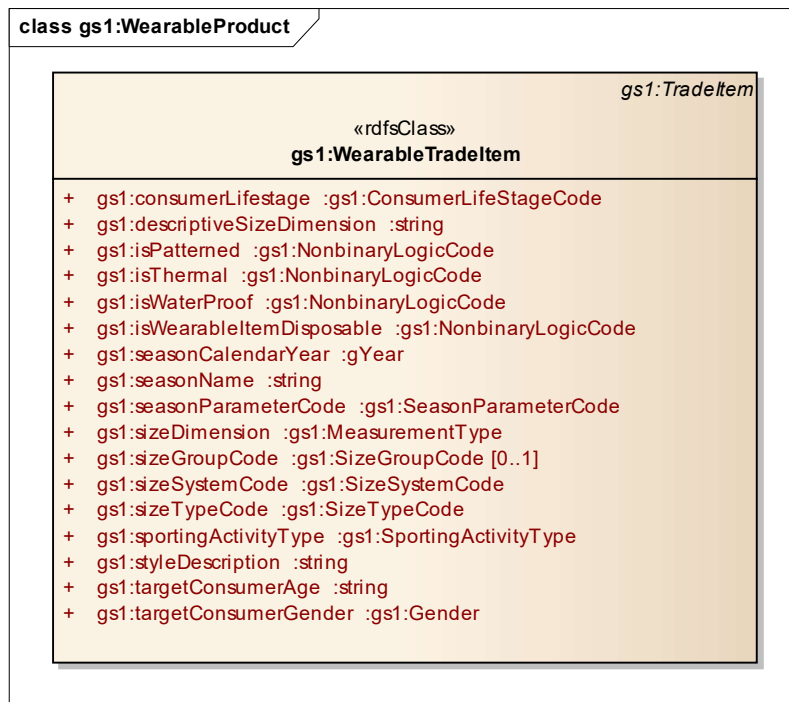 class gs1:WearableProduct
gs1:TradeItem
«rdfsClass»
gs1:WearableTradeItem
+ gs1:consumerLifestage :gs1:ConsumerLifeStageCode
+ gs1:descriptiveSizeDimension :string
+ gs1:isPatterned :gs1:NonbinaryLogicCode
+ gs1:isThermal :gs1:NonbinaryLogicCode
+ gs1:isWaterProof :gs1:NonbinaryLogicCode
+ gs1:isWearableItemDisposable :gs1:NonbinaryLogicCode
+ gs1:seasonCalendarYear :gYear
+ gs1:seasonName :string
+ gs1:seasonParameterCode :gs1:SeasonParameterCode
+ gs1:sizeDimension :gs1:MeasurementType
+ gs1:sizeGroupCode :gs1:SizeGroupCode [0..1]
+ gs1:sizeSystemCode :gs1:SizeSystemCode
+ gs1:sizeTypeCode :gs1:SizeTypeCode
+ gs1:sportingActivityType :gs1:SportingActivityType
+ gs1:styleDescription :string
+ gs1:targetConsumerAge :string
+ gs1:targetConsumerGender :gs1:Gender